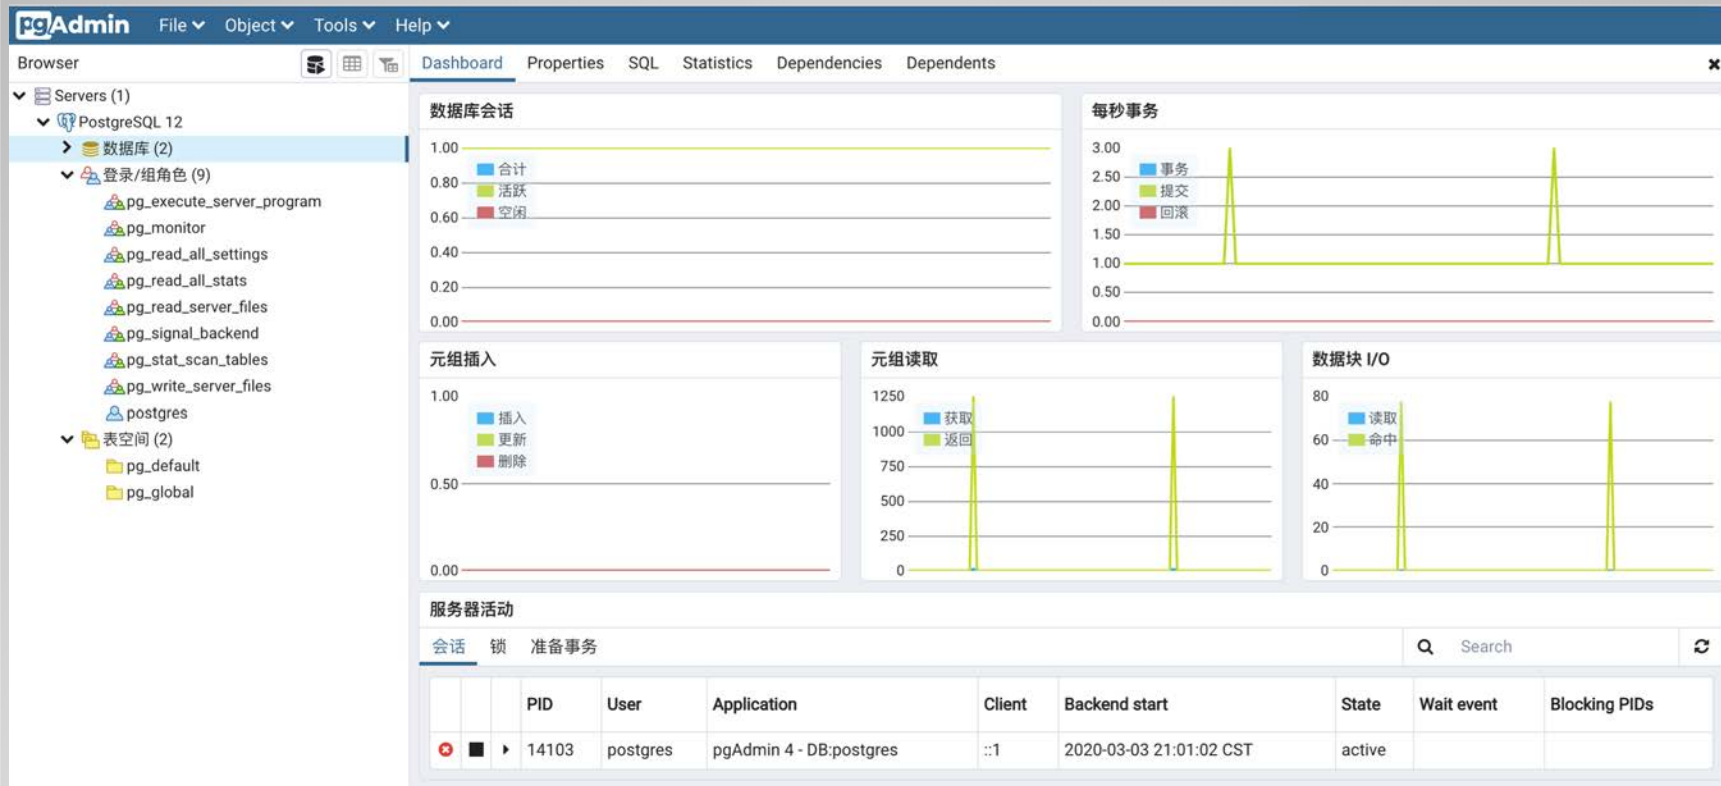 pgAdmin File Object Tools Help
Browser
Dashboard Properties SQL Statistics Dependencies Dependents
Servers (1)
PostgreSQL 12
数据库 (2)
登录/组角色 (9)
pg_execute_server_program
pg_monitor
pg_read_all_settings
pg_read_all_stats
pg_read_server_files
pg_signal_backend
pg_stat_scan_tables
pg_write_server_files
postgres
表空间 (2)
pg_default
pg_global
数据库会话
1.00
0.80
0.60
0.40
0.20
0.00
合计
活跃
空闲
每秒事务
3.00
2.50
2.00
1.50
1.00
0.50
0.00
事务
提交
回滚
元组插入
1.00
0.50
0.00
插入
更新
删除
元组读取
1250
1000
750
500
250
0
获取
返回
数据块 I/O
80
60
40
20
0
读取
命中
服务器活动
会话 锁 准备事务
Search
PID User Application Client Backend start State Wait event Blocking PIDs
14103 postgres pgAdmin 4 - DB:postgres ::1 2020-03-03 21:01:02 CST active